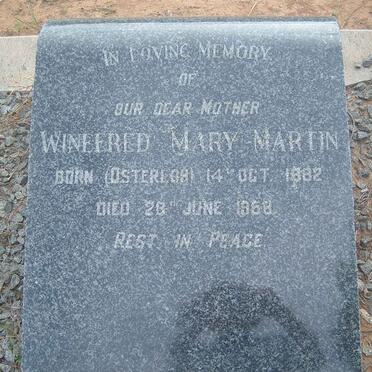 IN LOVING MEMORY
OF
OUR DEAR MOTHER
WINEFRED MARY MARTIN
BORN (OSTERLOH) 14TH OCT. 1882
DIED 28TH JUNE 1958.
REST IN PEACE